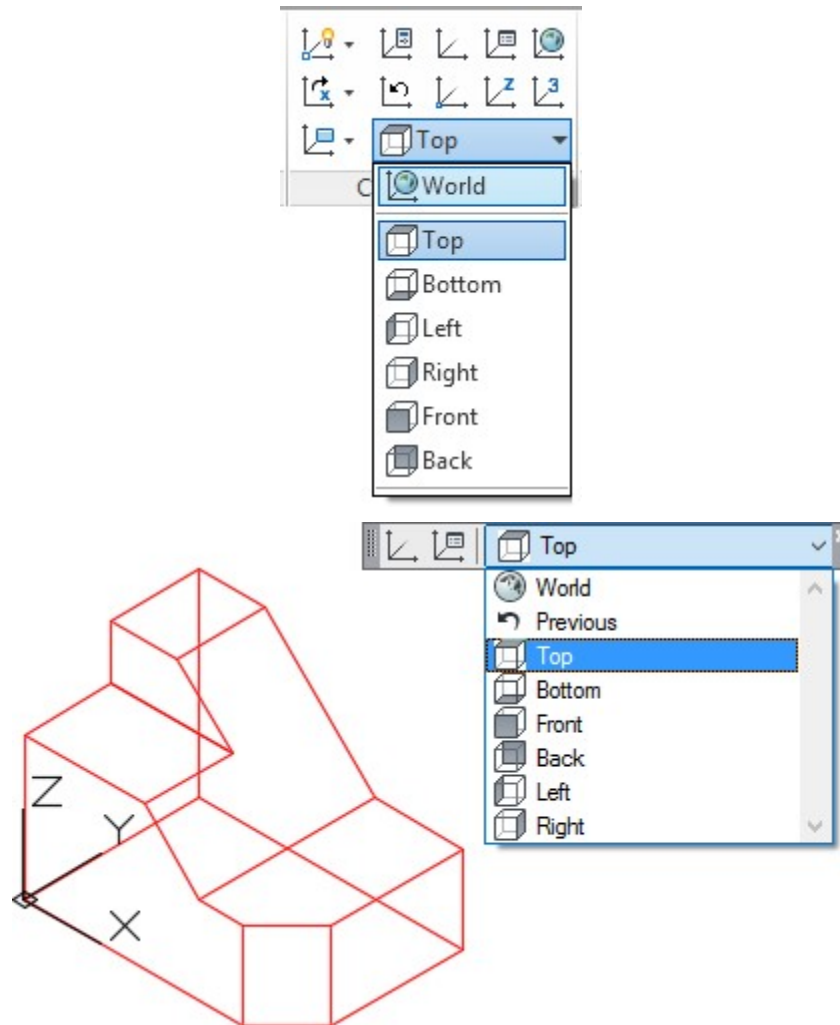 Top
World
Top
Bottom
Left
Right
Front
Back
Top
World
Previous
Top
Bottom
Front
Back
Left
Right
Z
Y
X